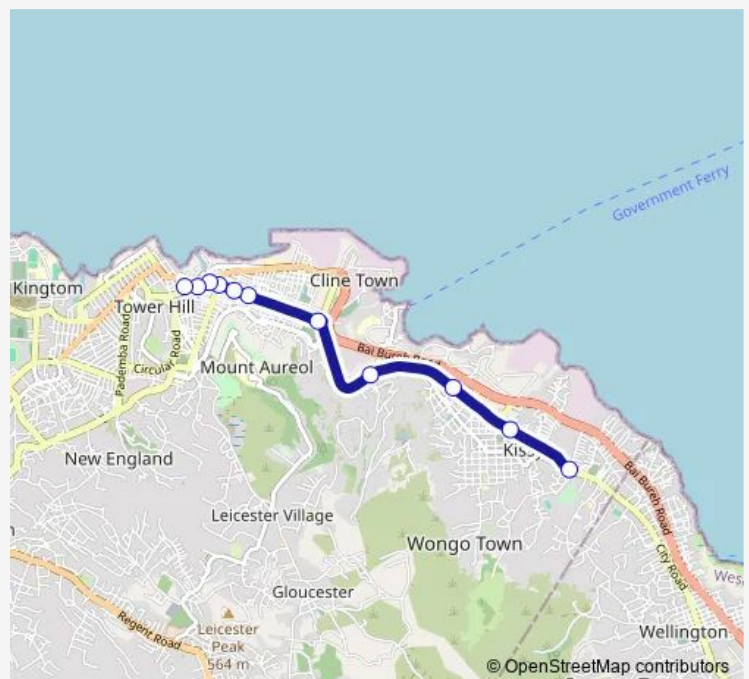 Government Ferry
Kington
Cline Town
Tower Hill
Pademba Road
Circular Road
Bai Bureh Road
Mount Aureol
Kissy
New England
Bai Bureh Road
Leicester Village
Wongo Town
City Road
Gloucester
Regent Road
Leicester
Peak
564 m
Wellington
© OpenStreetMap contributors